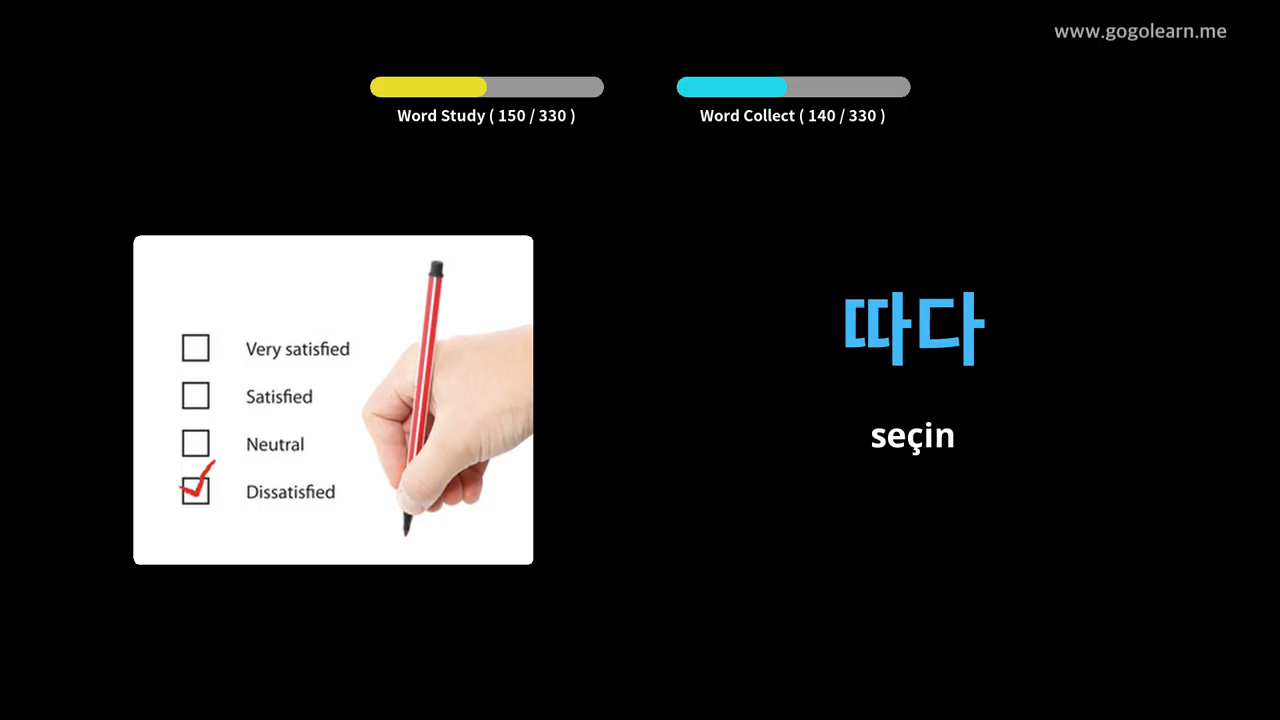 www.gogolearn.me
Word Study ( 150 / 330 )
Word Collect ( 140 / 330 )
Very satisfied
Satisfied
Neutral
Dissatisfied
따다
seçin